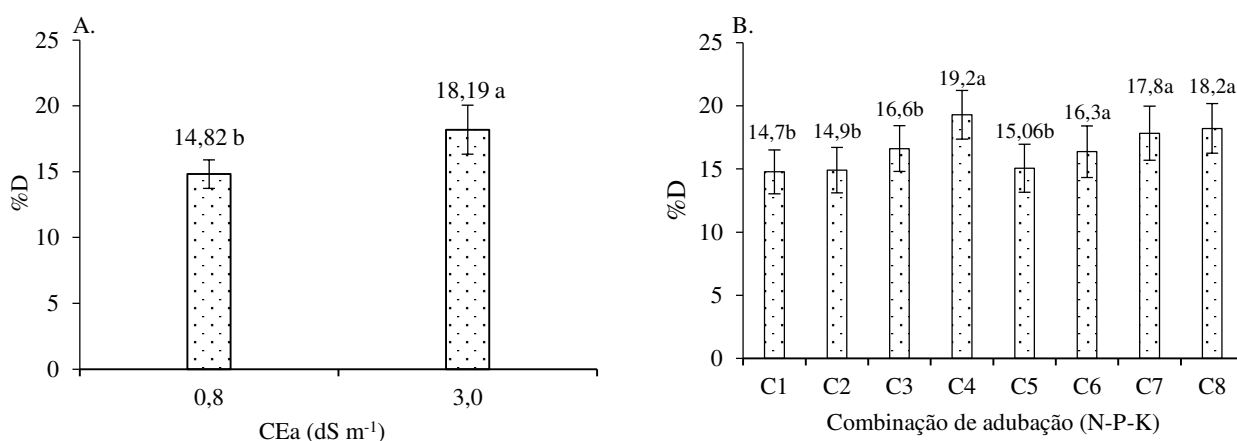 A.
25
20
15
10
5
0
%D
14,82 b
18,19 a
0,8
3,0
CEa (dS m⁻¹)
B.
25
20
15
10
5
0
%D
14,7b
14,9b
16,6b
19,2a
15,06b
16,3a
17,8a
18,2a
C1 C2 C3 C4 C5 C6 C7 C8
Combinação de adubação (N-P-K)